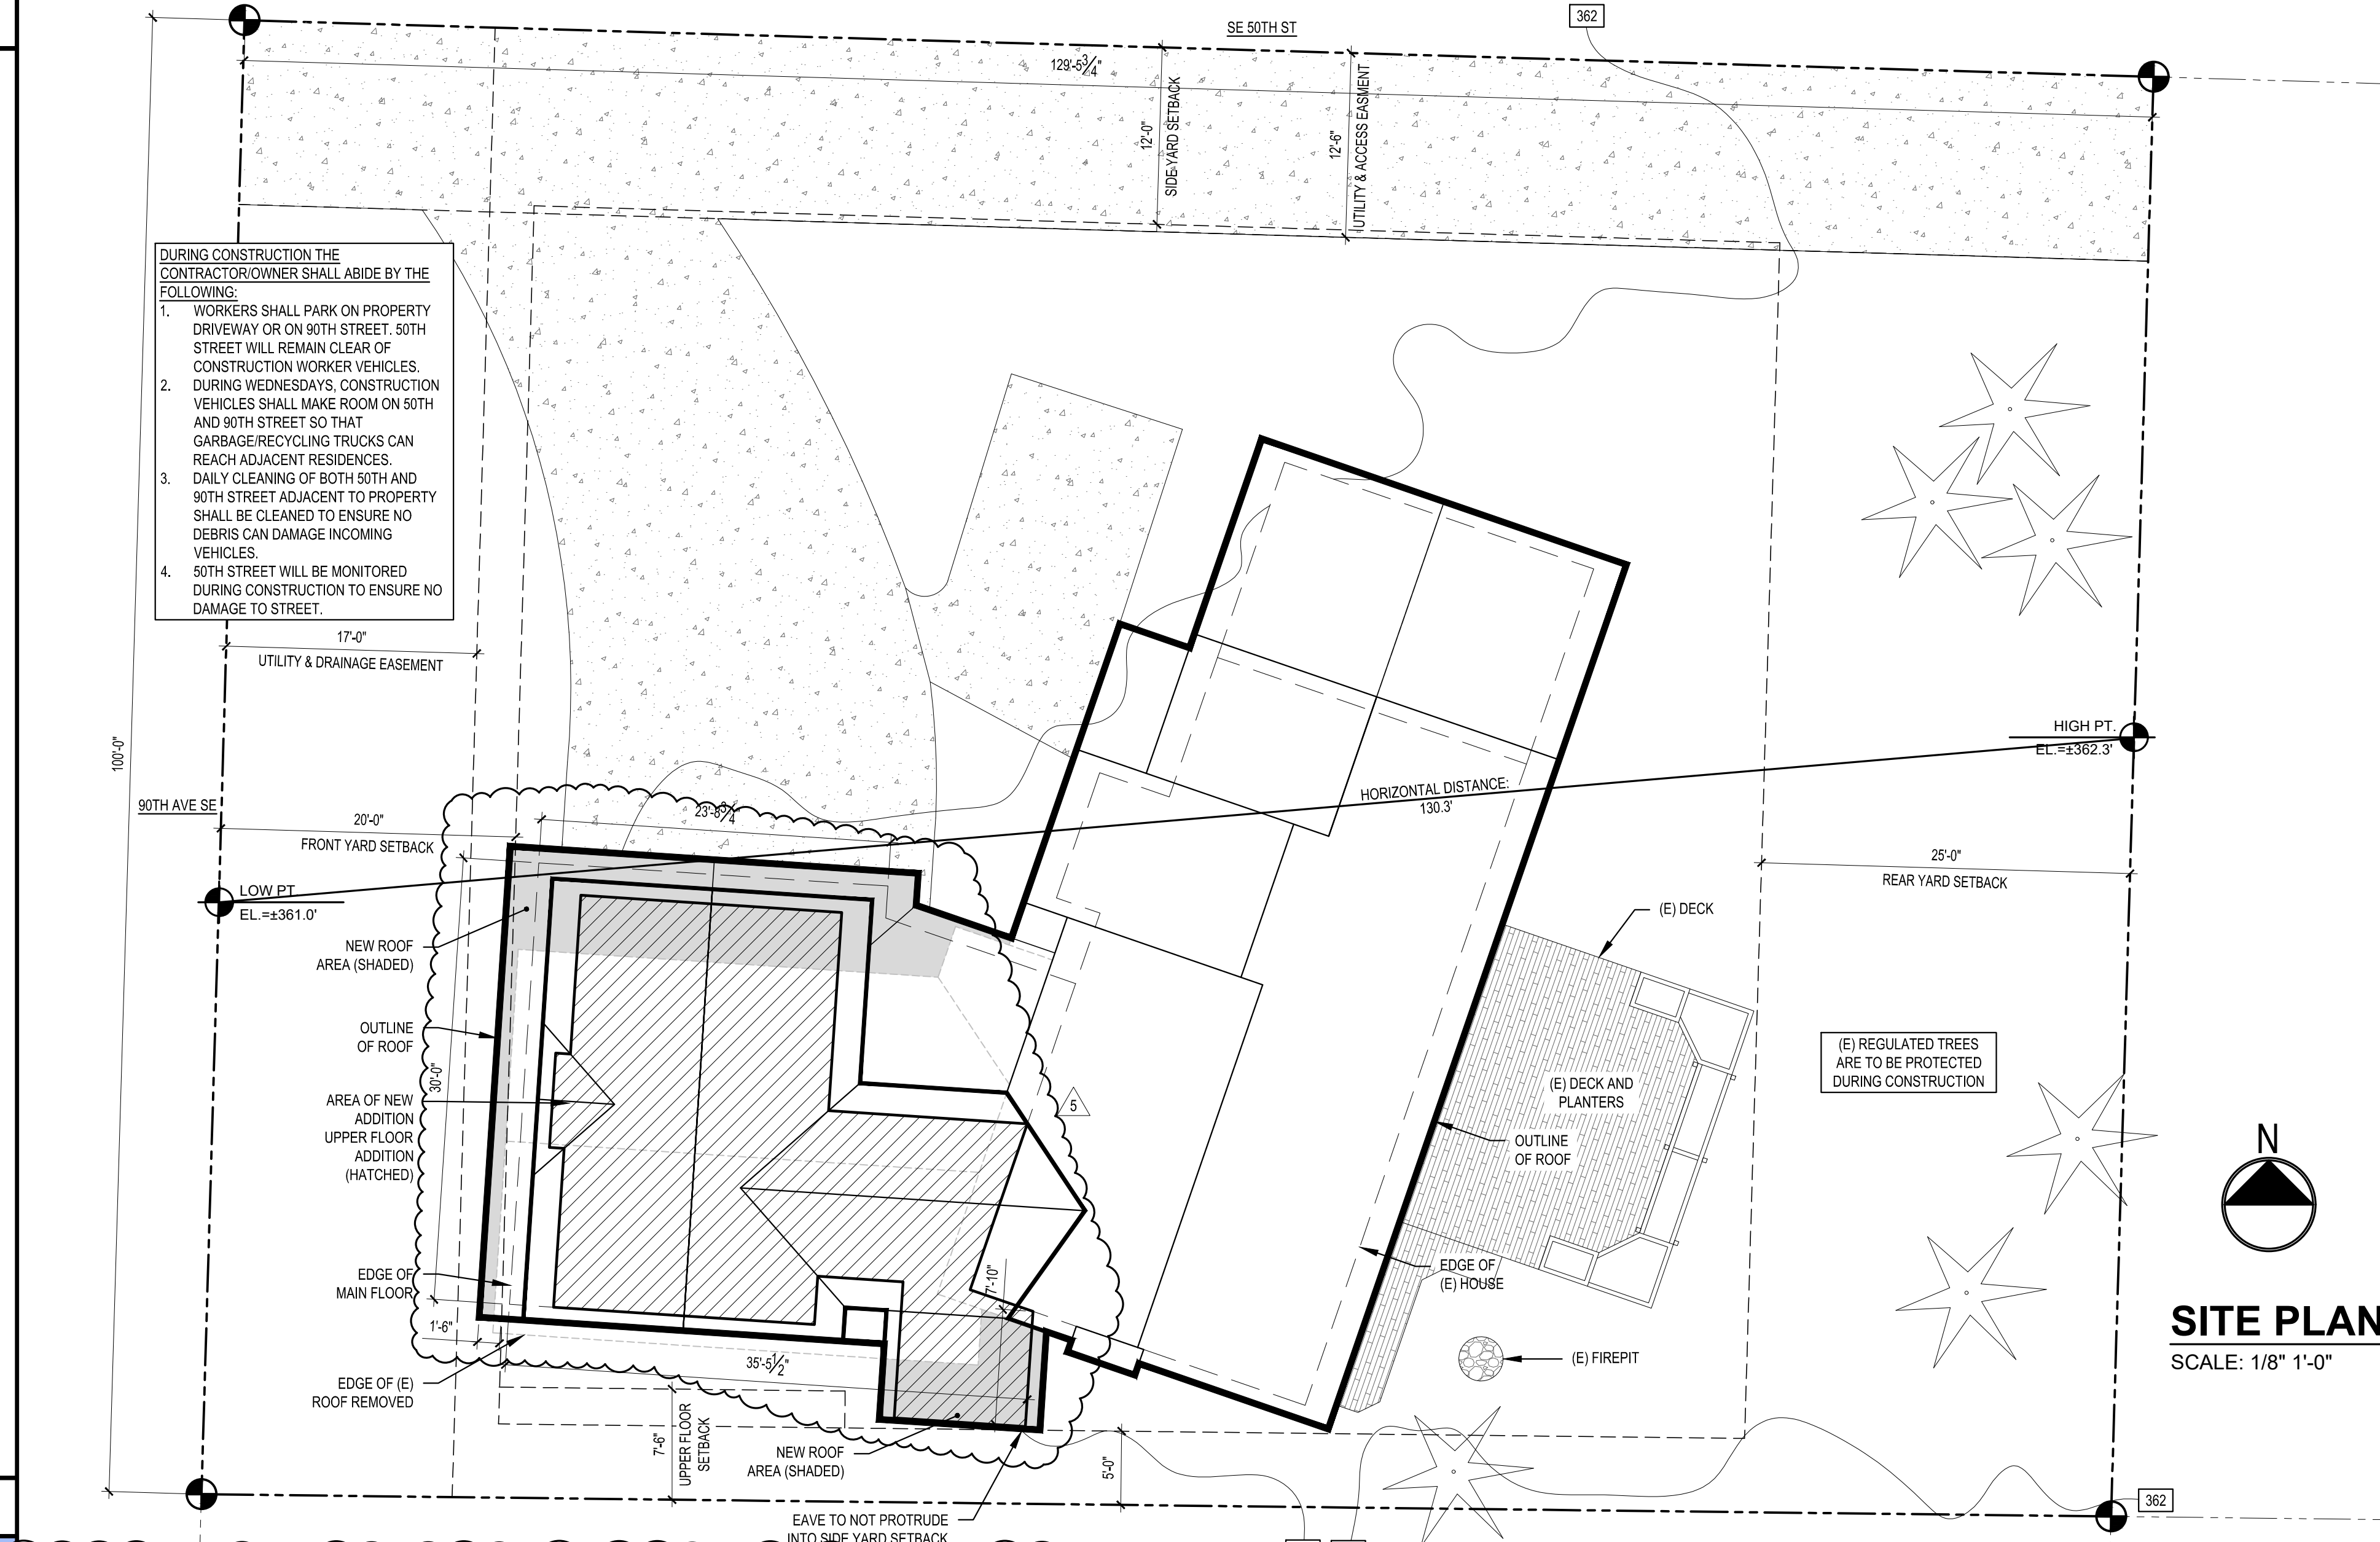 SE 50TH ST
362
129'-5 3/4"
12'-0"
SIDE YARD SETBACK
12'-6"
UTILITY & ACCESS EASMENT
DURING CONSTRUCTION THE
CONTRACTOR/OWNER SHALL ABIDE BY THE
FOLLOWING:
1. WORKERS SHALL PARK ON PROPERTY
DRIVEWAY OR ON 90TH STREET. 50TH
STREET WILL REMAIN CLEAR OF
CONSTRUCTION WORKER VEHICLES.
2. DURING WEDNESDAYS, CONSTRUCTION
VEHICLES SHALL MAKE ROOM ON 50TH
AND 90TH STREET SO THAT
GARBAGE/RECYCLING TRUCKS CAN
REACH ADJACENT RESIDENCES.
3. DAILY CLEANING OF BOTH 50TH AND
90TH STREET ADJACENT TO PROPERTY
SHALL BE CLEANED TO ENSURE NO
DEBRIS CAN DAMAGE INCOMING
VEHICLES.
4. 50TH STREET WILL BE MONITORED
DURING CONSTRUCTION TO ENSURE NO
DAMAGE TO STREET.
17'-0"
UTILITY & DRAINAGE EASEMENT
100'-0"
90TH AVE SE
HIGH PT.
EL.=±362.3'
HORIZONTAL DISTANCE:
130.3'
20'-0"
FRONT YARD SETBACK
23'-8 3/4"
25'-0"
REAR YARD SETBACK
LOW PT
EL.=±361.0'
NEW ROOF
AREA (SHADED)
(E) DECK
OUTLINE
OF ROOF
30'-0"
AREA OF NEW
ADDITION
UPPER FLOOR
ADDITION
(HATCHED)
5
(E) DECK AND
PLANTERS
(E) REGULATED TREES
ARE TO BE PROTECTED
DURING CONSTRUCTION
OUTLINE
OF ROOF
N
EDGE OF
MAIN FLOOR
7'-10"
EDGE OF
(E) HOUSE
1'-6"
35'-5 1/2"
(E) FIREPIT
SITE PLAN
SCALE: 1/8" 1'-0"
EDGE OF (E)
ROOF REMOVED
7'-6"
UPPER FLOOR
SETBACK
NEW ROOF
AREA (SHADED)
5'-0"
362
EAVE TO NOT PROTRUDE
INTO SIDE YARD SETBACK